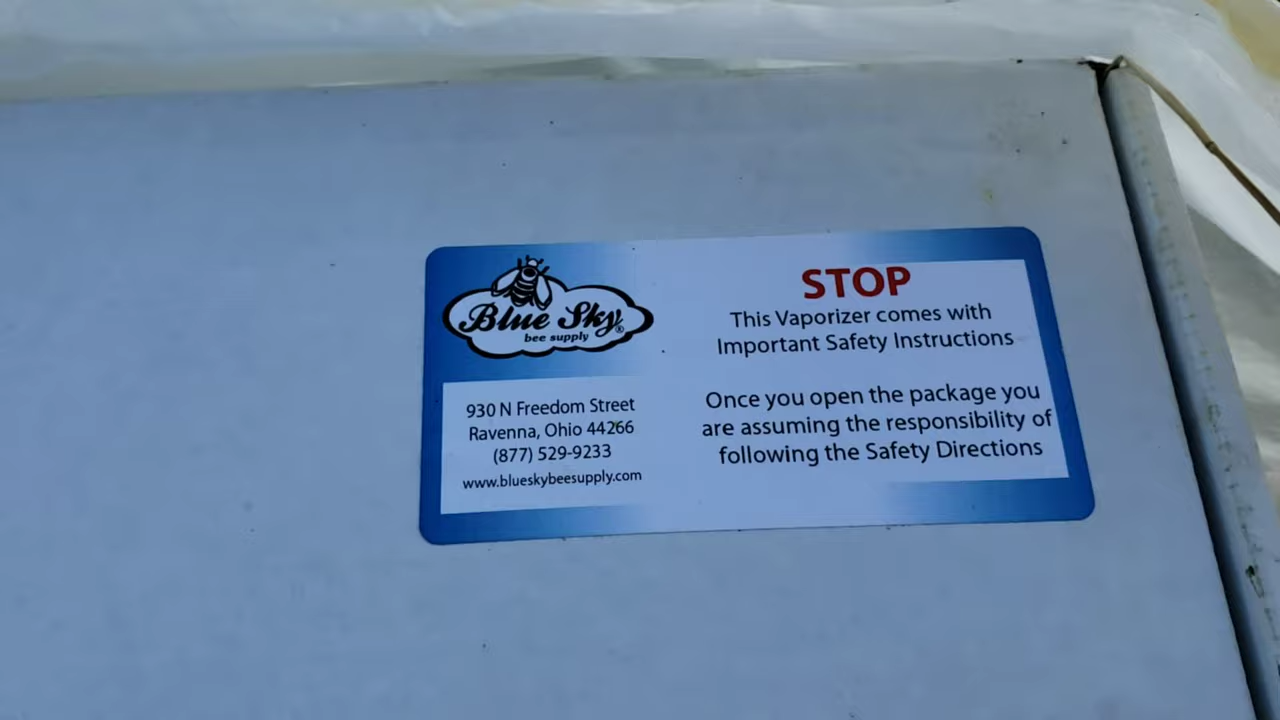 Blue Sky®
bee supply
930 N Freedom Street
Ravenna, Ohio 44266
(877) 529-9233
www.blueskybeesupply.com
STOP
This Vaporizer comes with
Important Safety Instructions
Once you open the package you
are assuming the responsibility of
following the Safety Directions